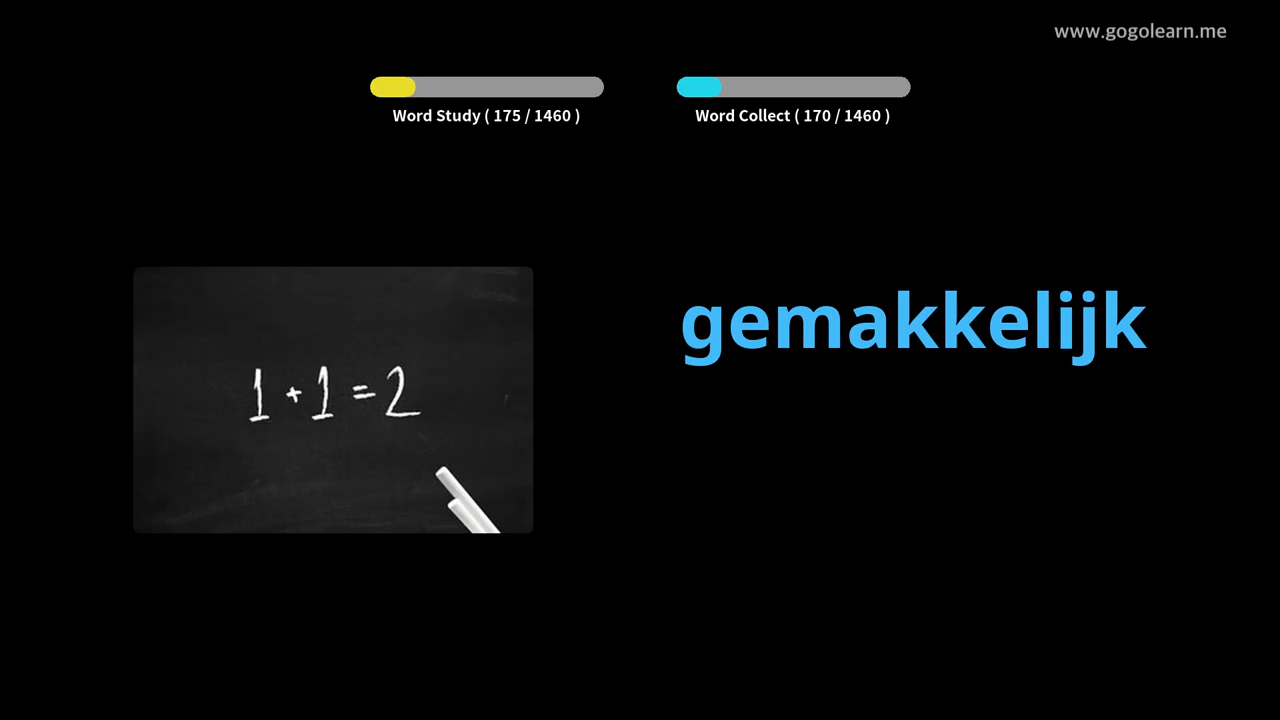 www.gogolearn.me
Word Study ( 175 / 1460 )
Word Collect ( 170 / 1460 )
gemakkelijk
1 + 1 = 2